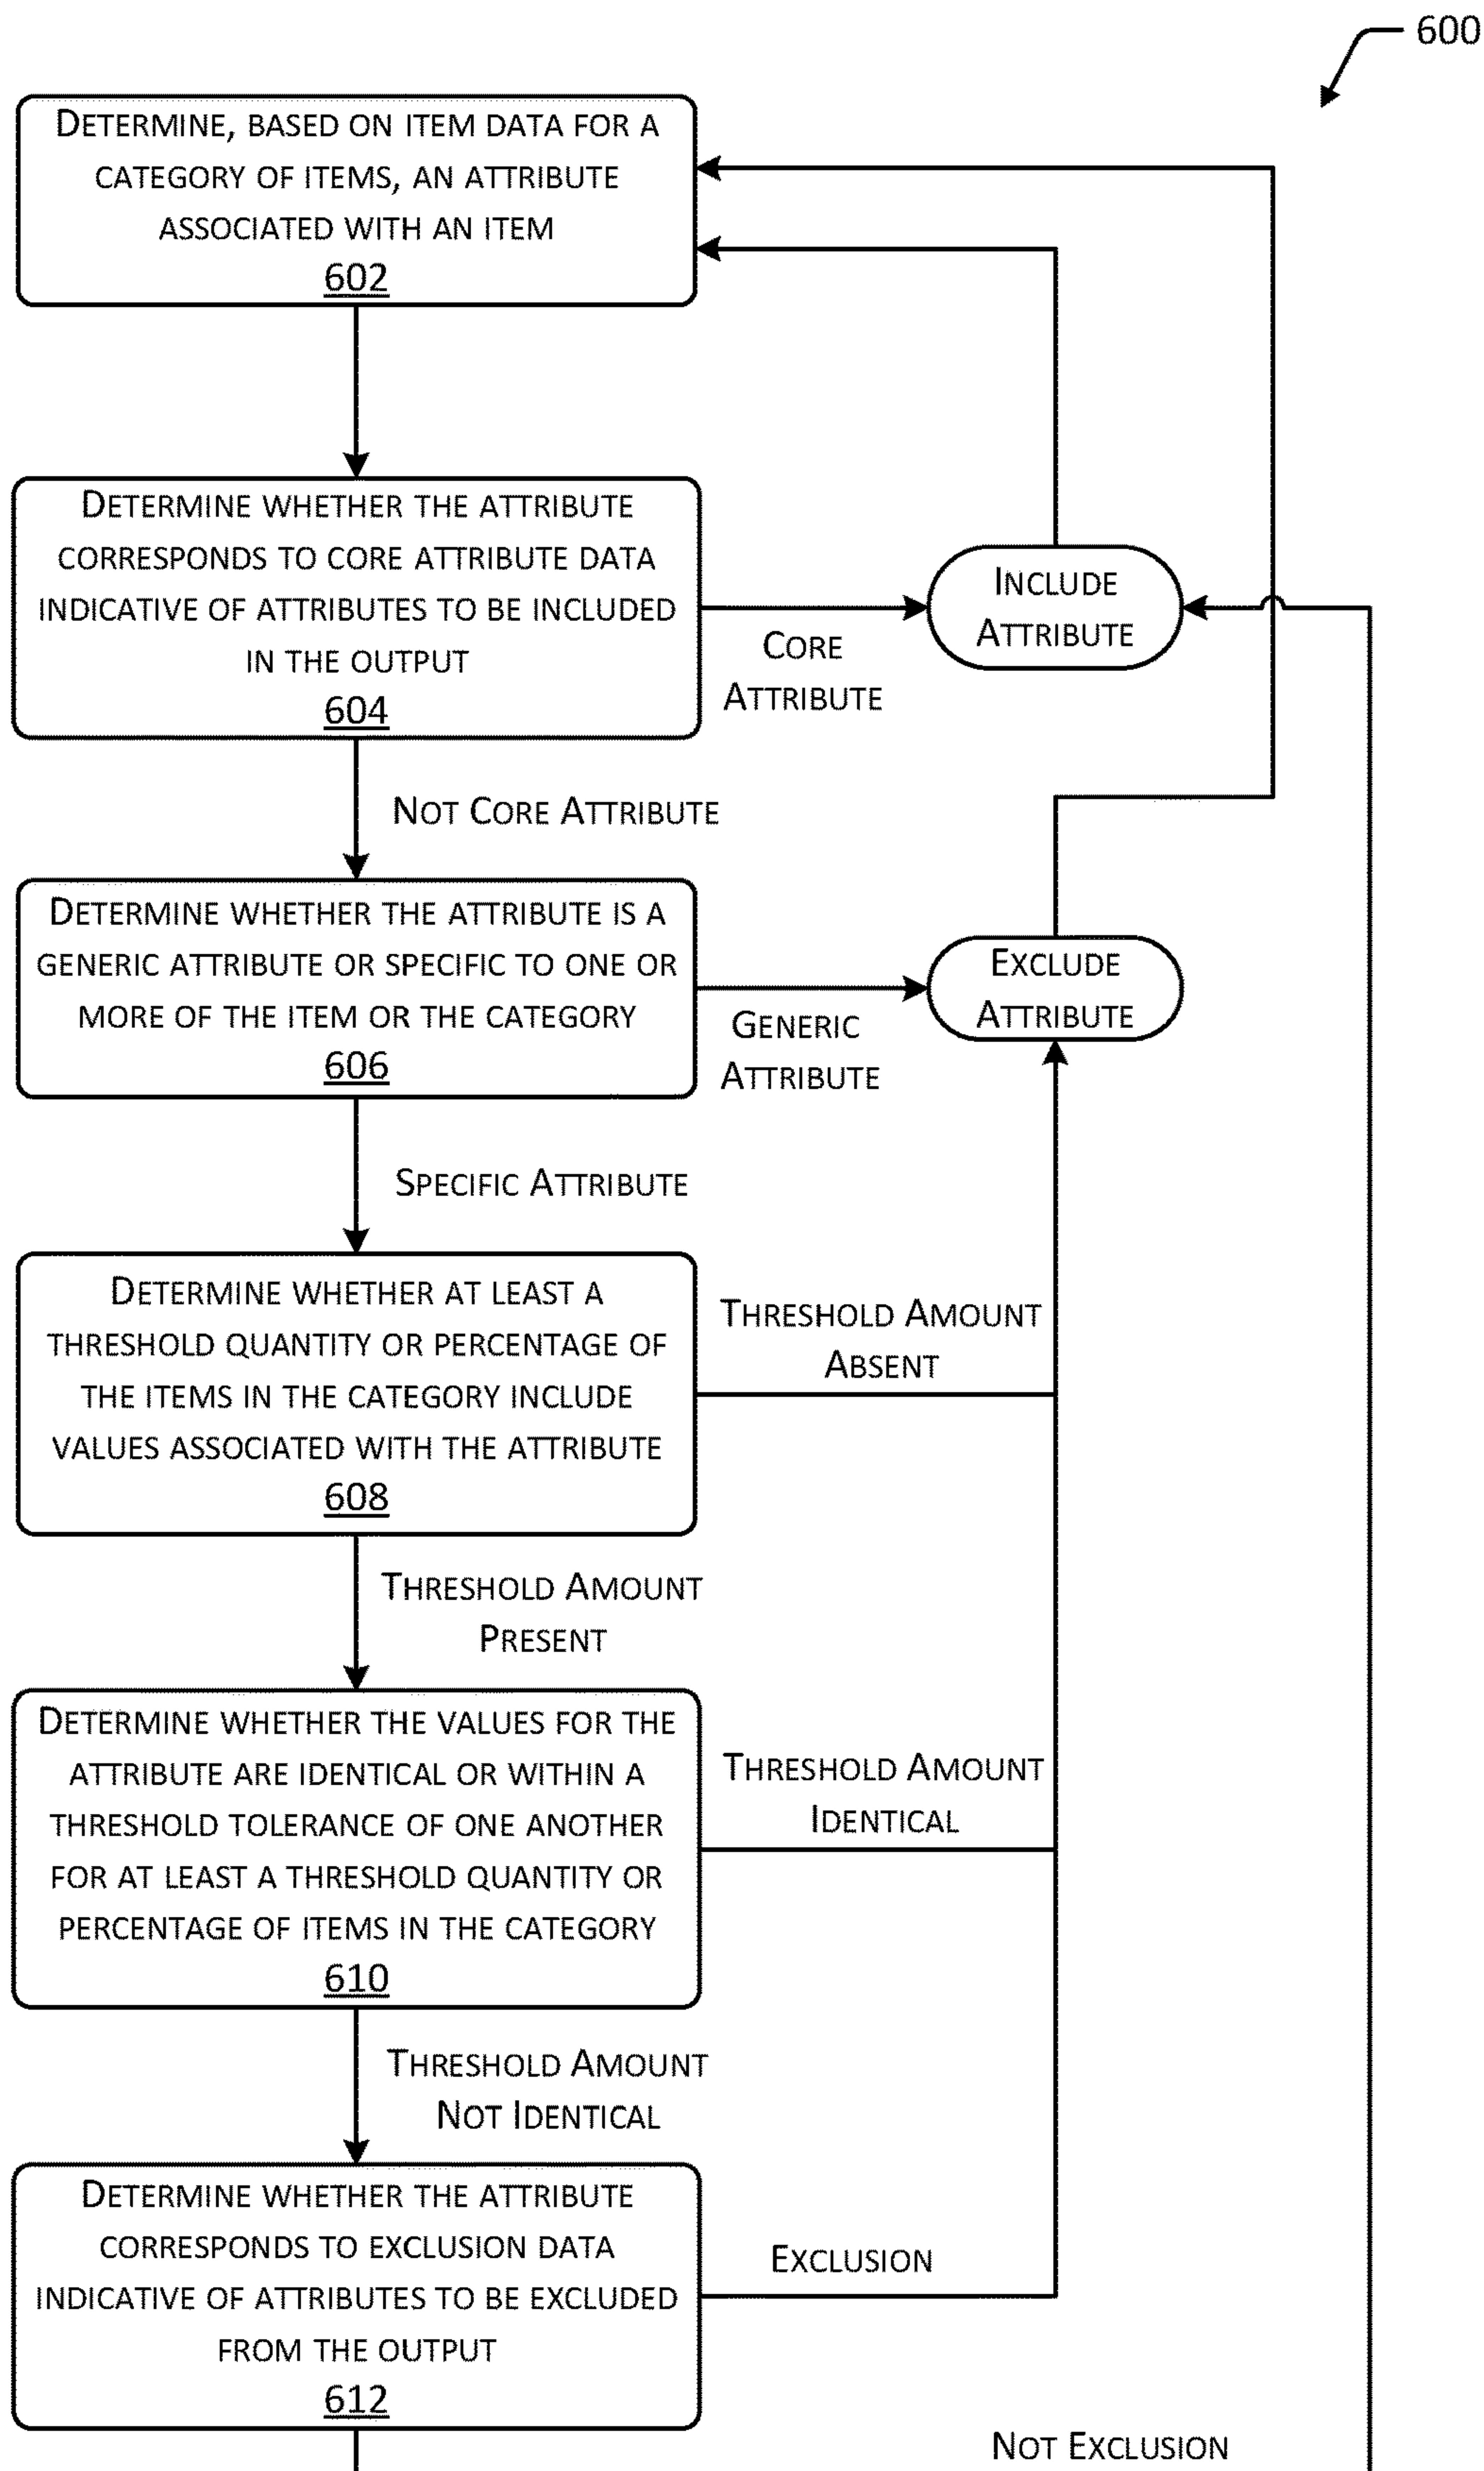 600
DETERMINE, BASED ON ITEM DATA FOR A
CATEGORY OF ITEMS, AN ATTRIBUTE
ASSOCIATED WITH AN ITEM
602
DETERMINE WHETHER THE ATTRIBUTE
CORRESPONDS TO CORE ATTRIBUTE DATA
INDICATIVE OF ATTRIBUTES TO BE INCLUDED
IN THE OUTPUT
604
CORE
ATTRIBUTE
INCLUDE
ATTRIBUTE
NOT CORE ATTRIBUTE
DETERMINE WHETHER THE ATTRIBUTE IS A
GENERIC ATTRIBUTE OR SPECIFIC TO ONE OR
MORE OF THE ITEM OR THE CATEGORY
606
GENERIC
ATTRIBUTE
EXCLUDE
ATTRIBUTE
SPECIFIC ATTRIBUTE
DETERMINE WHETHER AT LEAST A
THRESHOLD QUANTITY OR PERCENTAGE OF
THE ITEMS IN THE CATEGORY INCLUDE
VALUES ASSOCIATED WITH THE ATTRIBUTE
608
THRESHOLD AMOUNT
ABSENT
THRESHOLD AMOUNT
PRESENT
DETERMINE WHETHER THE VALUES FOR THE
ATTRIBUTE ARE IDENTICAL OR WITHIN A
THRESHOLD TOLERANCE OF ONE ANOTHER
FOR AT LEAST A THRESHOLD QUANTITY OR
PERCENTAGE OF ITEMS IN THE CATEGORY
610
THRESHOLD AMOUNT
IDENTICAL
THRESHOLD AMOUNT
NOT IDENTICAL
DETERMINE WHETHER THE ATTRIBUTE
CORRESPONDS TO EXCLUSION DATA
INDICATIVE OF ATTRIBUTES TO BE EXCLUDED
FROM THE OUTPUT
612
EXCLUSION
NOT EXCLUSION